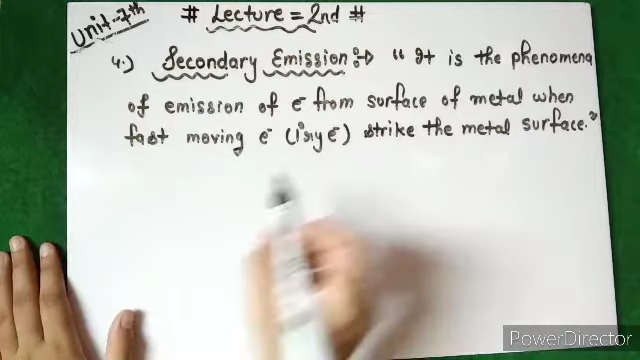 Unit-7th
# Lecture = 2nd #
4.) Secondary Emission :→ "It is the phenomena
of emission of e⁻ from surface of metal when
fast moving e⁻ (1°ry e⁻) strike the metal surface."
PowerDirector